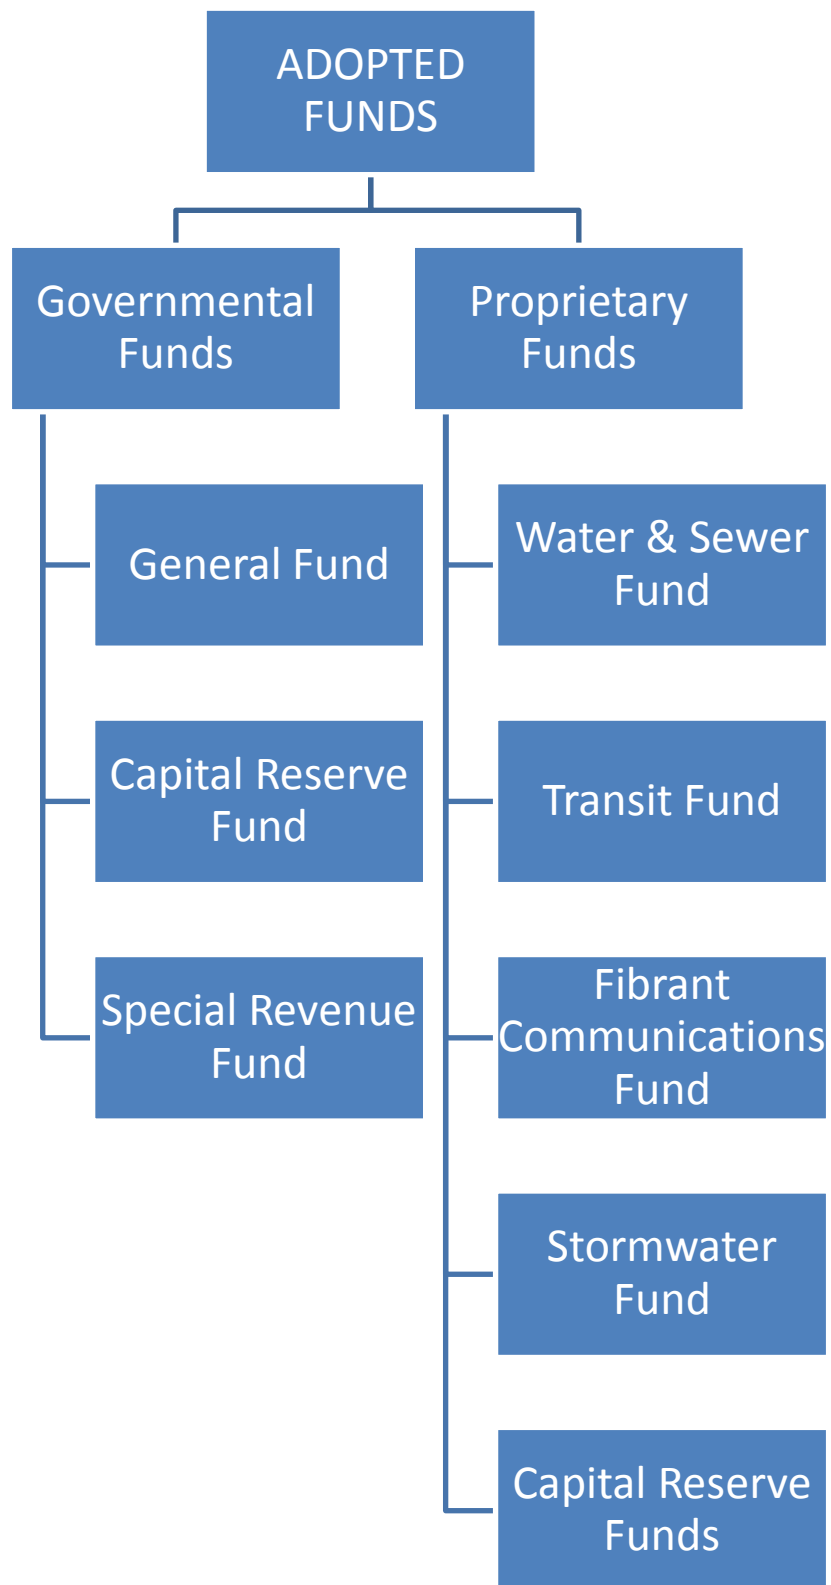 ADOPTED
FUNDS
Governmental
Funds
Proprietary
Funds
General Fund
Capital Reserve
Fund
Special Revenue
Fund
Water & Sewer
Fund
Transit Fund
Fibrant
Communications
Fund
Stormwater
Fund
Capital Reserve
Funds